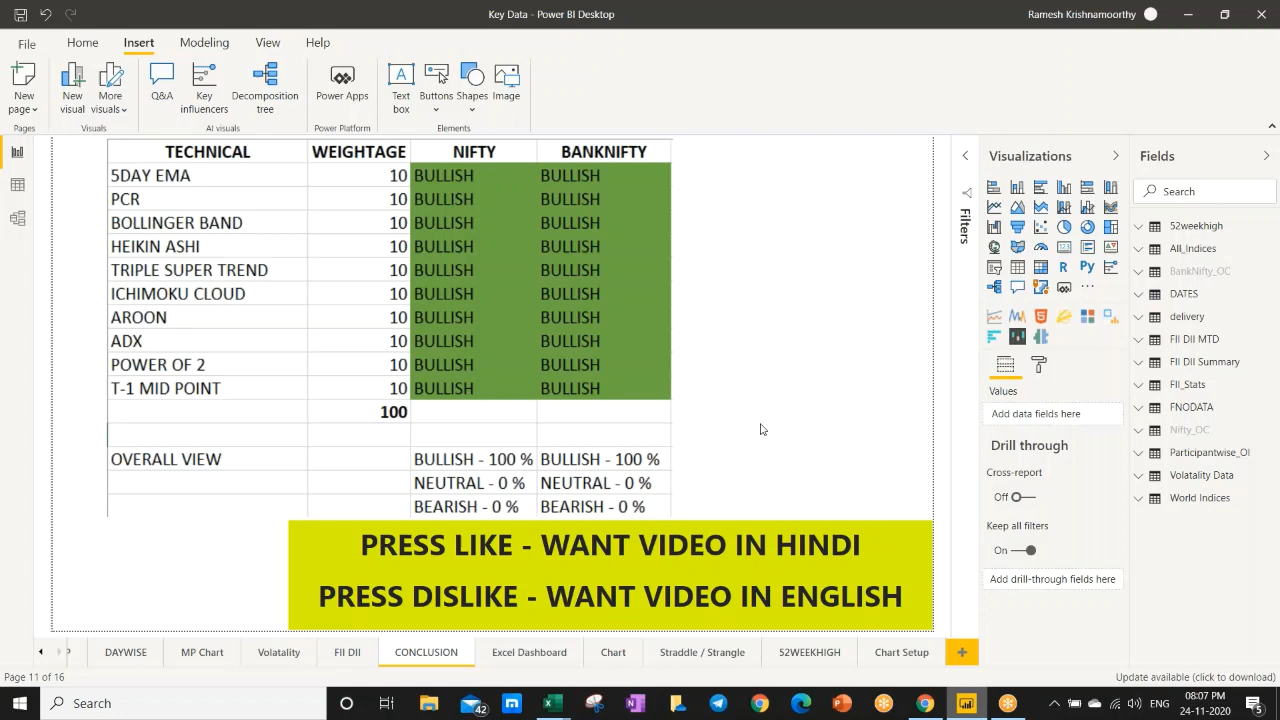 Key Data - Power BI Desktop
Ramesh Krishnamoorthy
File Home Insert Modeling View Help
New page
New visual
More visuals
Q&A
Key influencers
Decomposition tree
Power Apps
Text box
Buttons
Shapes
Image
Pages Visuals AI visuals Power Platform Elements
TECHNICAL WEIGHTAGE NIFTY BANKNIFTY
5DAY EMA 10 BULLISH BULLISH
PCR 10 BULLISH BULLISH
BOLLINGER BAND 10 BULLISH BULLISH
HEIKIN ASHI 10 BULLISH BULLISH
TRIPLE SUPER TREND 10 BULLISH BULLISH
ICHIMOKU CLOUD 10 BULLISH BULLISH
AROON 10 BULLISH BULLISH
ADX 10 BULLISH BULLISH
POWER OF 2 10 BULLISH BULLISH
T-1 MID POINT 10 BULLISH BULLISH
100
OVERALL VIEW BULLISH - 100 % BULLISH - 100 %
NEUTRAL - 0 % NEUTRAL - 0 %
BEARISH - 0 % BEARISH - 0 %
PRESS LIKE - WANT VIDEO IN HINDI
PRESS DISLIKE - WANT VIDEO IN ENGLISH
Filters
Visualizations
R Py
Values
Add data fields here
Drill through
Cross-report
Off
Keep all filters
On
Add drill-through fields here
Fields
Search
52weekhigh
All_Indices
BankNifty_OC
DATES
delivery
FII DII MTD
FII DII Summary
FII_Stats
FNODATA
Nifty_OC
Participantwise_OI
Volatality Data
World Indices
P DAYWISE MP Chart Volatality FII DII CONCLUSION Excel Dashboard Chart Straddle / Strangle 52WEEKHIGH Chart Setup
Page 11 of 16
Update available (click to download)
Search
42
ENG
08:07 PM
24-11-2020
5